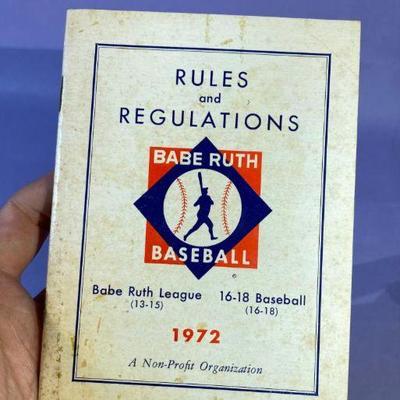 RULES
and
REGULATIONS
BABE RUTH
BASEBALL
Babe Ruth League 16-18 Baseball
(13-15) (16-18)
1972
A Non-Profit Organization